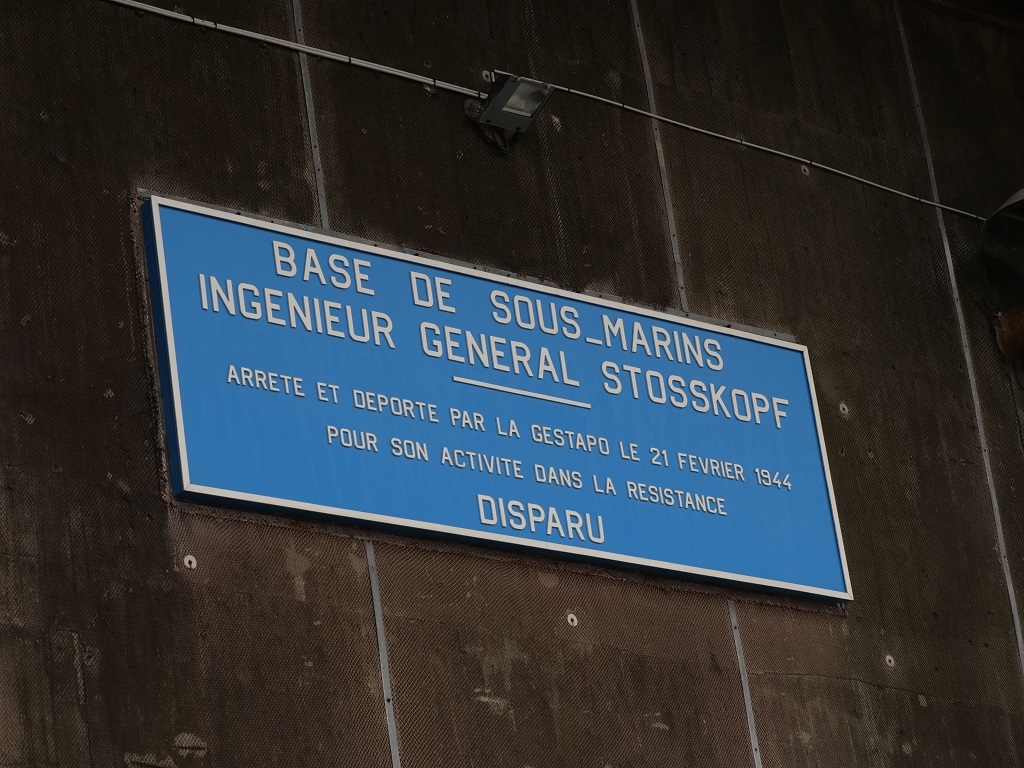 BASE DE SOUS_MARINS
INGENIEUR GENERAL STOSSKOPF
ARRETE ET DEPORTE PAR LA GESTAPO LE 21 FEVRIER 1944
POUR SON ACTIVITE DANS LA RESISTANCE
DISPARU